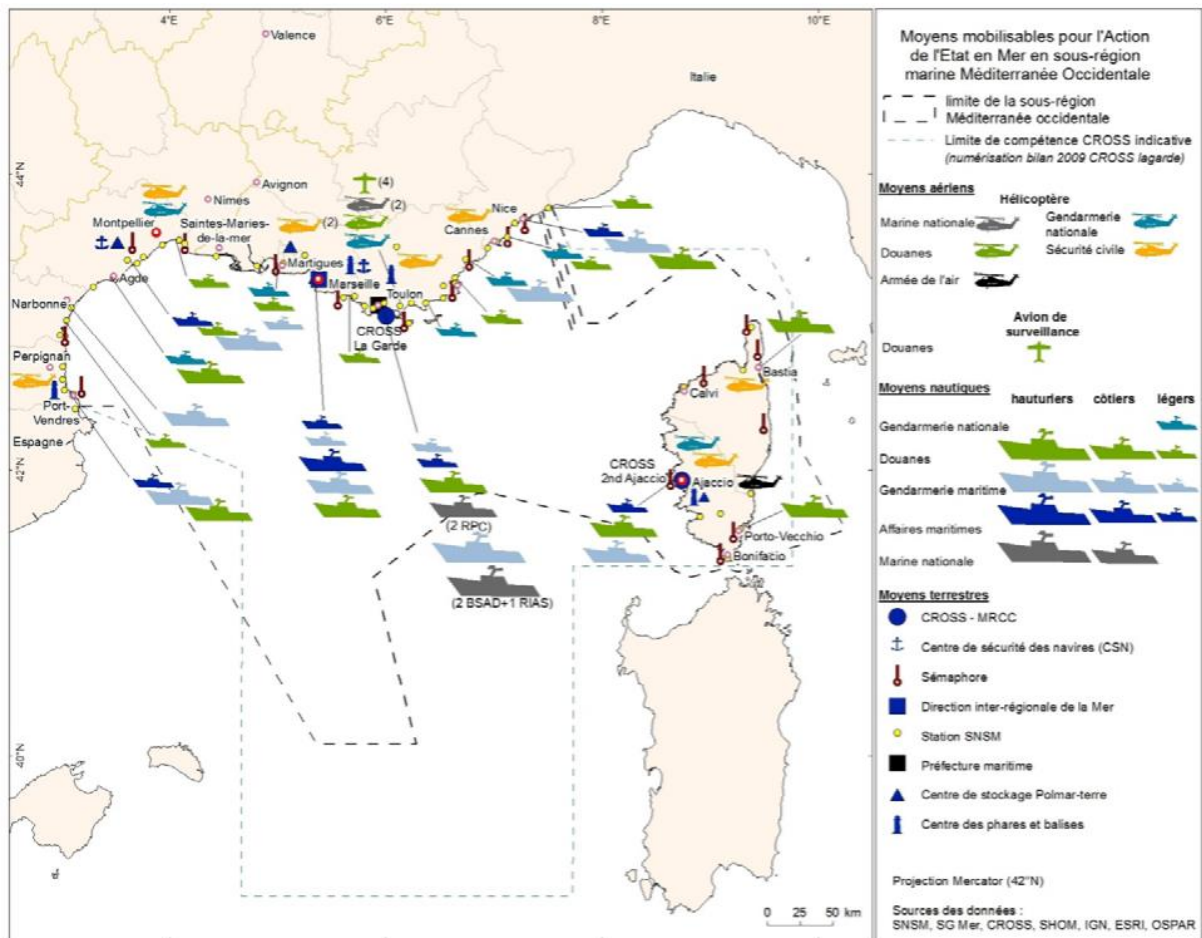 4°E
6°E
8°E
10°E
44°N
42°N
40°N
Valence
Italie
Avignon
Nimes
Montpellier
Saintes-Maries-
de-la-mer
(2)
(4)
(2)
Nice
Cannes
Agde
Martigues
Marseille
Toulon
CROSS
La Garde
Narbonne
Perpignan
Port-
Vendres
Espagne
Bastia
Calvi
CROSS
2nd Ajaccio
Ajaccio
Porto-Vecchio
Bonifacio
(2 RPC)
(2 BSAD+1 RIAS)
0 25 50 km
Moyens mobilisables pour l'Action
de l'Etat en Mer en sous-région
marine Méditerranée Occidentale
limite de la sous-région
Méditerranée occidentale
Limite de compétence CROSS indicative
(numérisation bilan 2009 CROSS lagarde)
Moyens aériens
Hélicoptère
Marine nationale
Gendarmerie
nationale
Douanes
Sécurité civile
Armée de l'air
Avion de
surveillance
Douanes
Moyens nautiques
hauturiers côtiers légers
Gendarmerie nationale
Douanes
Gendarmerie maritime
Affaires maritimes
Marine nationale
Moyens terrestres
CROSS - MRCC
Centre de sécurité des navires (CSN)
Sémaphore
Direction inter-régionale de la Mer
Station SNSM
Préfecture maritime
Centre de stockage Polmar-terre
Centre des phares et balises
Projection Mercator (42°N)
Sources des données :
SNSM, SG Mer, CROSS, SHOM, IGN, ESRI, OSPAR